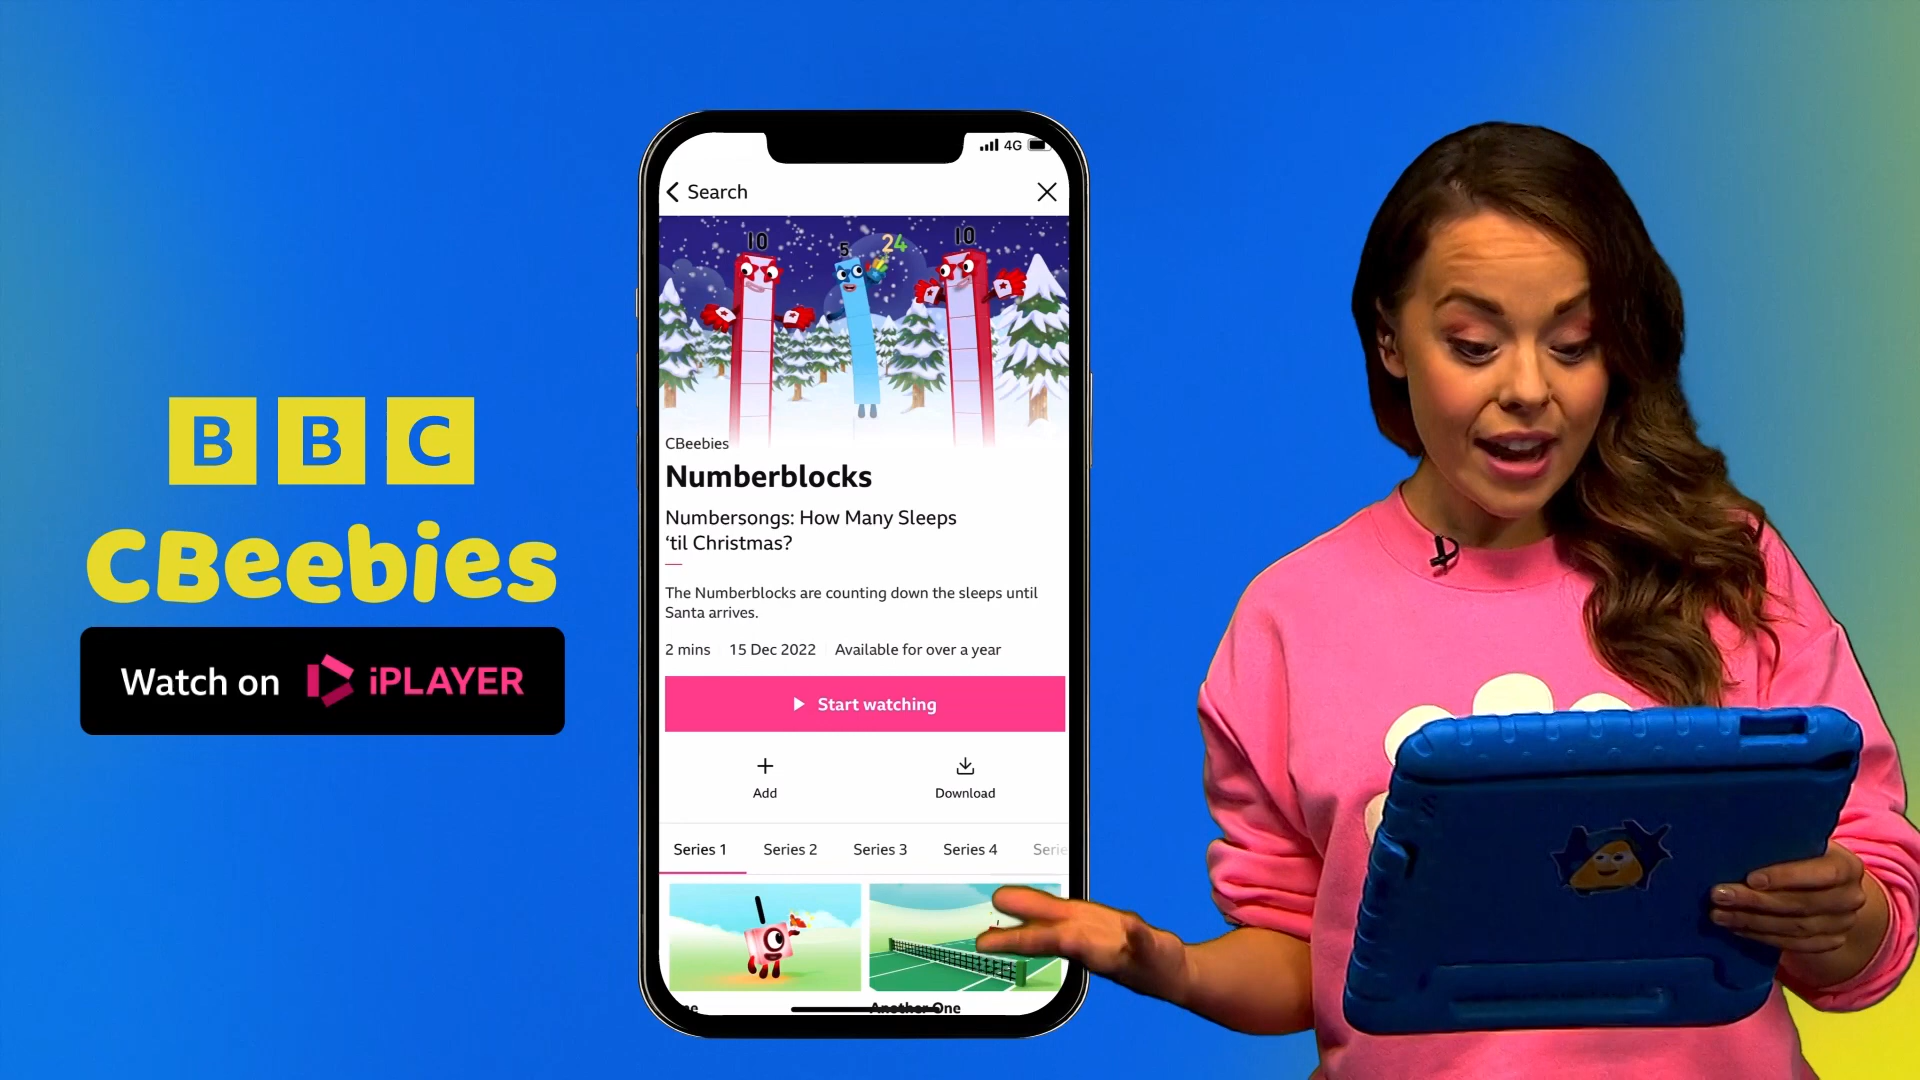 BBC
CBeebies
Watch on iPLAYER
4G
Search
10
5
24
10
CBeebies
Numberblocks
Numbersongs: How Many Sleeps
‘til Christmas?
The Numberblocks are counting down the sleeps until
Santa arrives.
2 mins 15 Dec 2022 Available for over a year
Start watching
Add Download
Series 1 Series 2 Series 3 Series 4 Serie
Another One